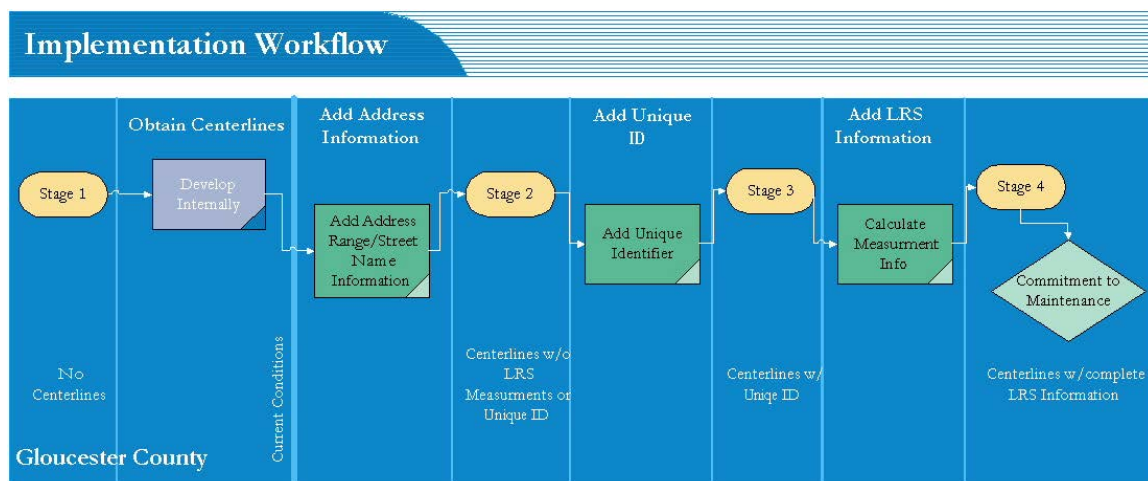 Implementation Workflow
Obtain Centerlines
Add Address
Information
Add Unique
ID
Add LRS
Information
Stage 1
Develop
Internally
Add Address
Range/Street
Name
Information
Stage 2
Add Unique
Identifier
Stage 3
Calculate
Measurment
Info
Stage 4
Commitment to
Maintenance
No
Centerlines
Current Conditions
Centerlines w/o
LRS
Measurments or
Unique ID
Centerlines w/
Uniqe ID
Centerlines w/complete
LRS Information
Gloucester County